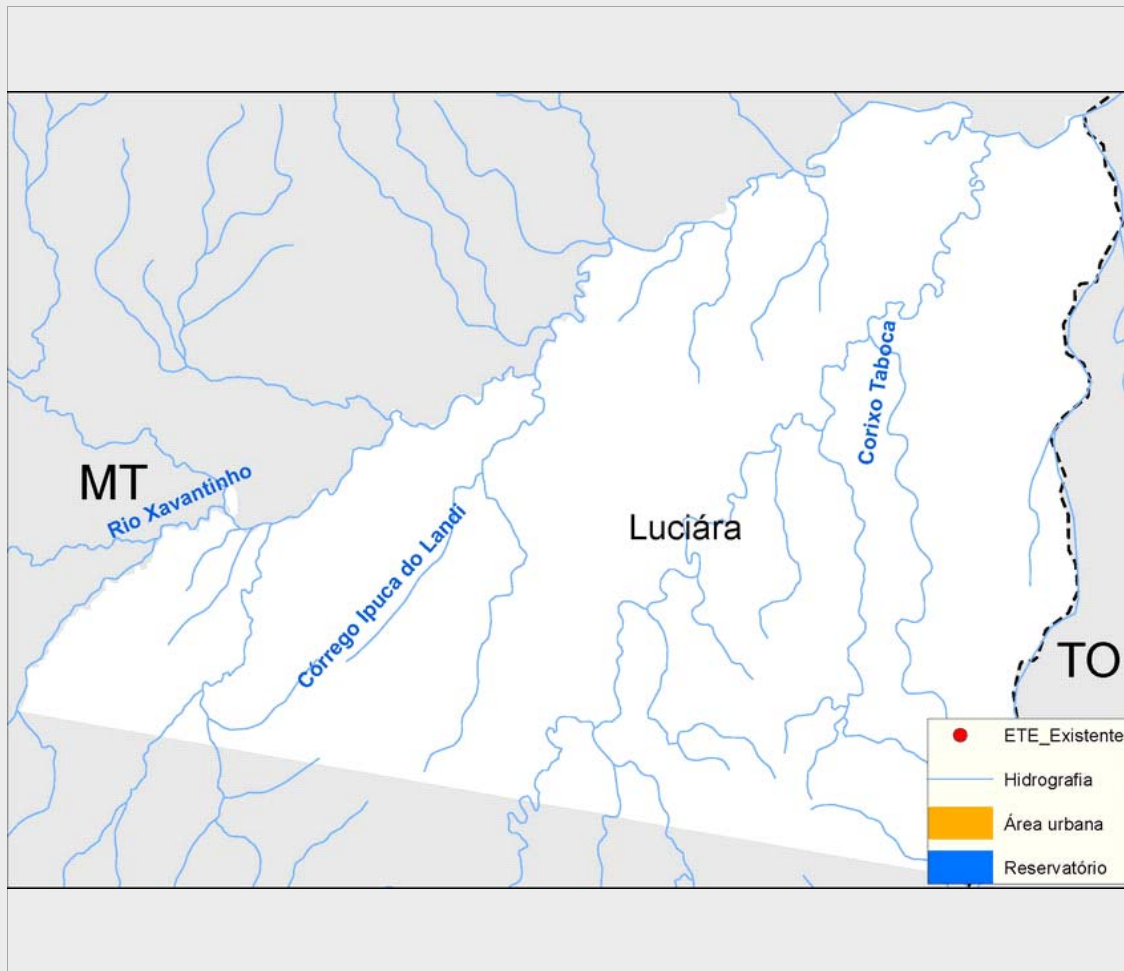 MT
Rio Xavantinho
Córrego Ipuca do Landi
Luciára
Corixo Taboca
TO
ETE_Existente
Hidrografia
Área urbana
Reservatório